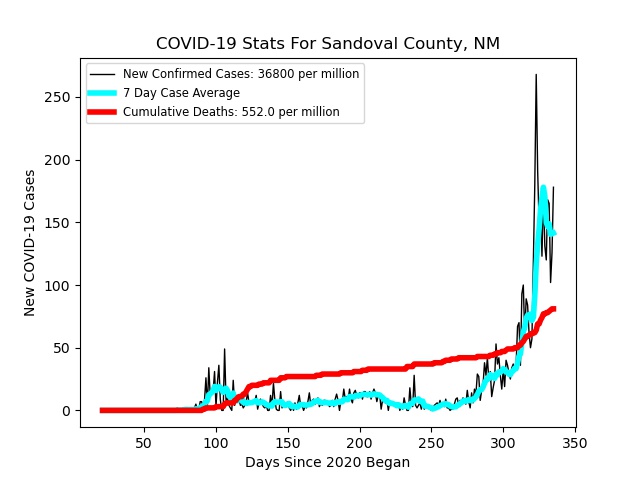 COVID-19 Stats For Sandoval County, NM
New Confirmed Cases: 36800 per million
7 Day Case Average
Cumulative Deaths: 552.0 per million
New COVID-19 Cases
250
200
150
100
50
0
50 100 150 200 250 300 350
Days Since 2020 Began